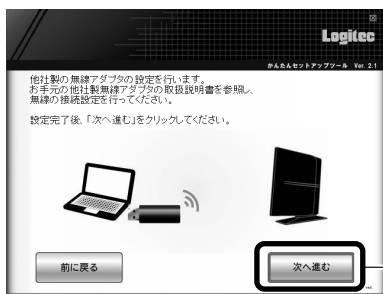 Logitec
かんたんセットアップツール Ver. 2.1
他社製の無線アダプタの設定を行います。
お手元の他社製無線アダプタの取扱説明書を参照し、
無線の接続設定を行ってください。
設定完了後、「次へ進む」をクリックしてください。
前に戻る
次へ進む